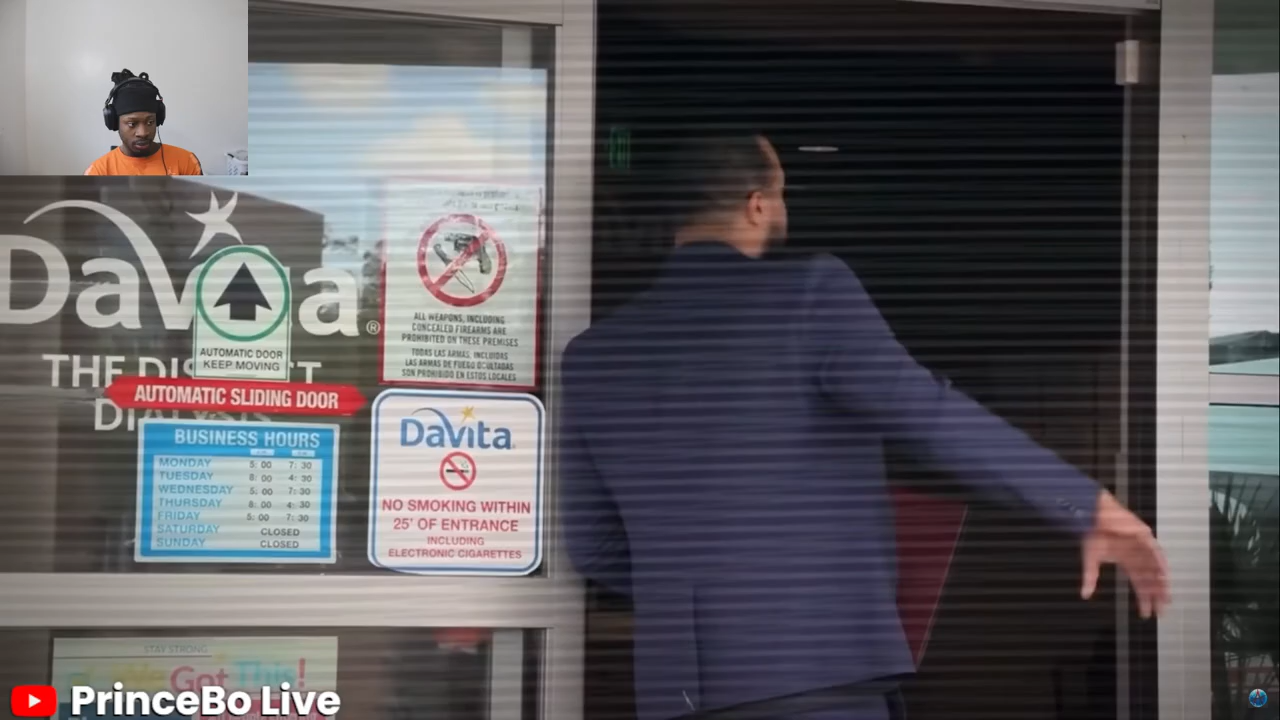 DaVita®
THE DIS T
DI
AUTOMATIC DOOR
KEEP MOVING
AUTOMATIC SLIDING DOOR
BUSINESS HOURS
MONDAY 5: 00 7: 30
TUESDAY 8: 00 4: 30
WEDNESDAY 5: 00 7: 30
THURSDAY 8: 00 4: 30
FRIDAY 5: 00 7: 30
SATURDAY CLOSED
SUNDAY CLOSED
ALL WEAPONS, INCLUDING
CONCEALED FIREARMS ARE
PROHIBITED ON THESE PREMISES
TODAS LAS ARMAS, INCLUIDAS
LAS ARMAS DE FUEGO OCULTADAS
SON PROHIBIDO EN ESTOS LOCALES
DaVita
NO SMOKING WITHIN
25' OF ENTRANCE
INCLUDING
ELECTRONIC CIGARETTES
STAY STRONG
We Got This!
PrinceBo Live